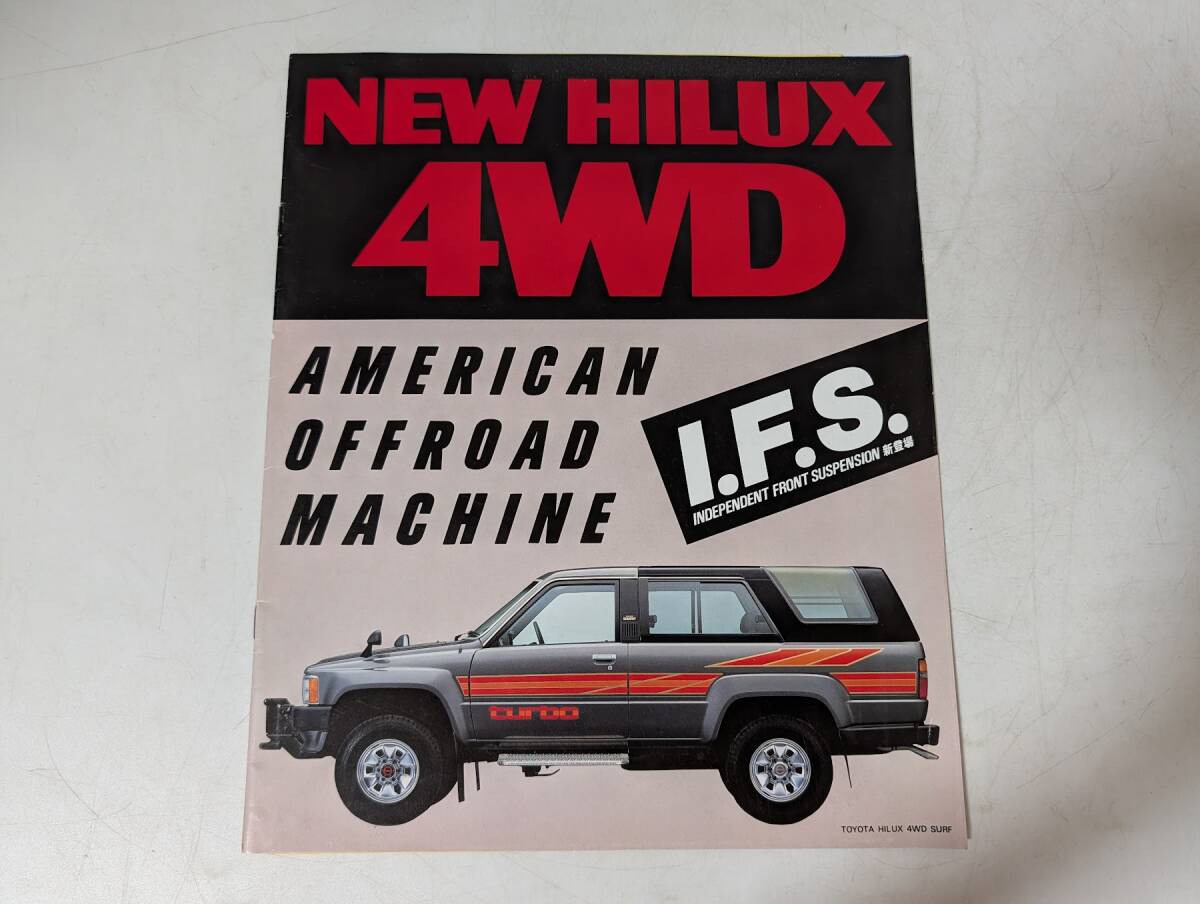 NEW HILUX
4WD
AMERICAN
OFFROAD
MACHINE
I.F.S.
INDEPENDENT FRONT SUSPENSION 新登場
turbo
TOYOTA HILUX 4WD SURF